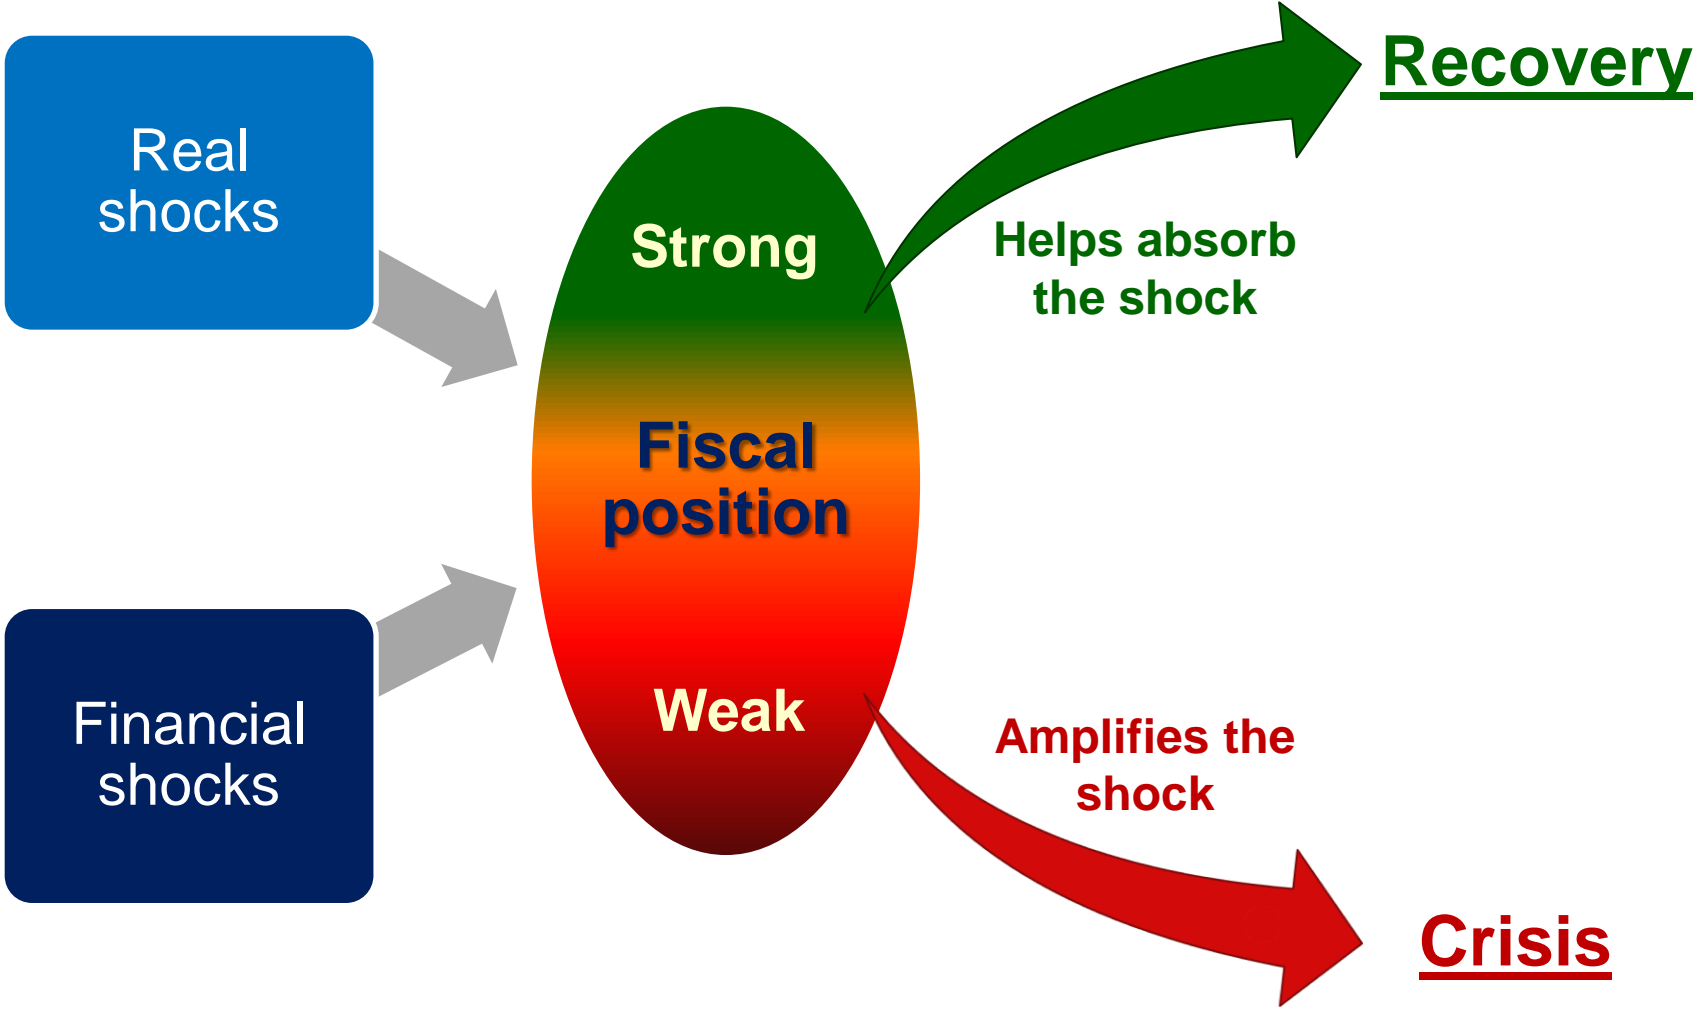 Real
shocks
Financial
shocks
Strong
Fiscal
position
Weak
Helps absorb
the shock
Recovery
Amplifies the
shock
Crisis